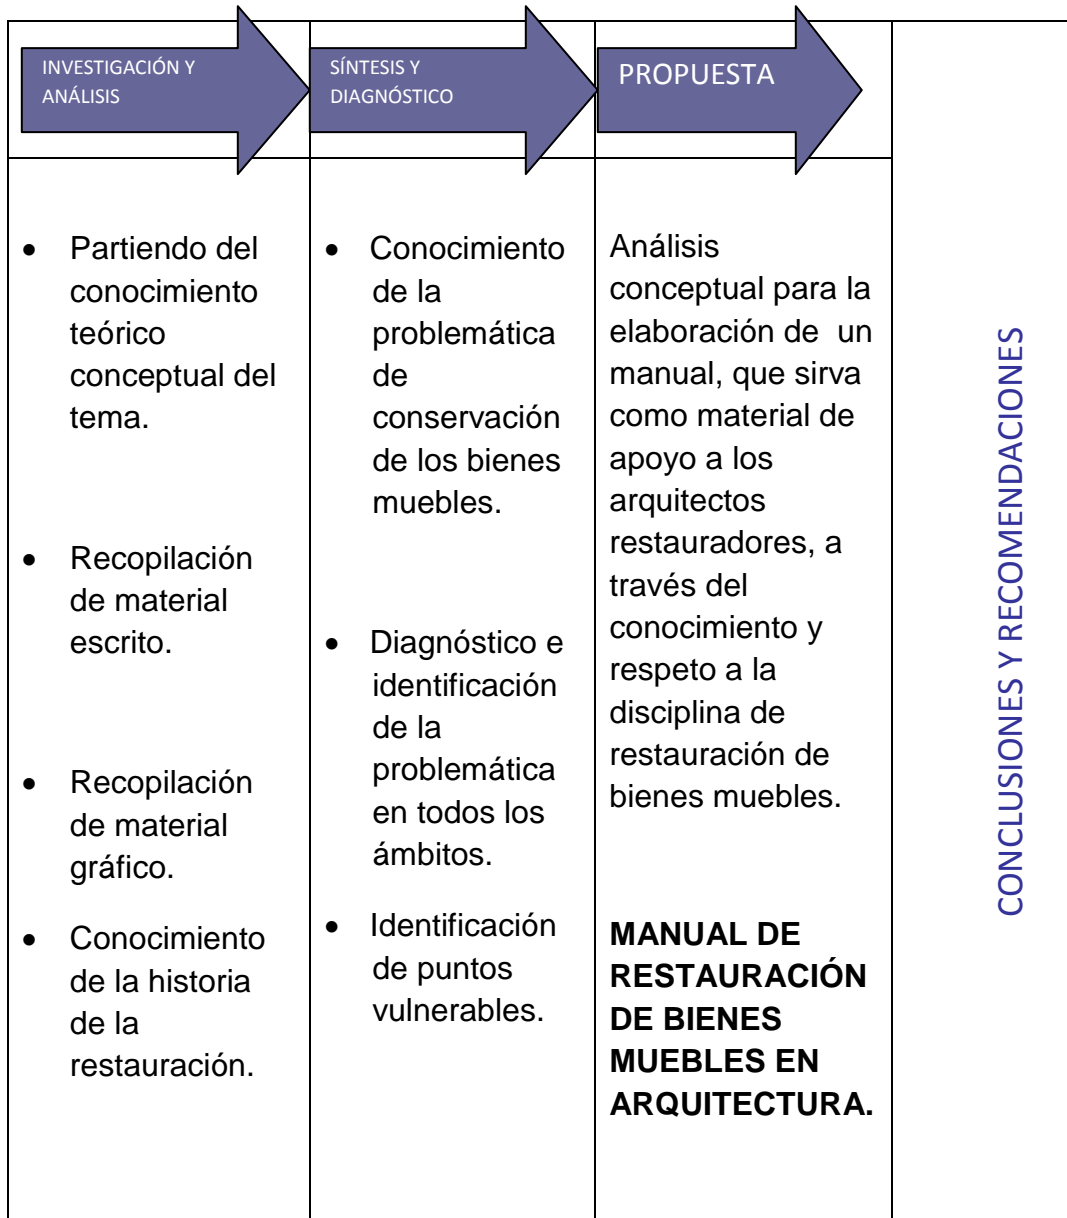 INVESTIGACIÓN Y
ANÁLISIS
SÍNTESIS Y
DIAGNÓSTICO
PROPUESTA
• Partiendo del
conocimiento
teórico
conceptual del
tema.
• Recopilación
de material
escrito.
• Recopilación
de material
gráfico.
• Conocimiento
de la historia
de la
restauración.
• Conocimiento
de la
problemática
de
conservación
de los bienes
muebles.
• Diagnóstico e
identificación
de la
problemática
en todos los
ámbitos.
• Identificación
de puntos
vulnerables.
Análisis
conceptual para la
elaboración de un
manual, que sirva
como material de
apoyo a los
arquitectos
restauradores, a
través del
conocimiento y
respeto a la
disciplina de
restauración de
bienes muebles.
MANUAL DE
RESTAURACIÓN
DE BIENES
MUEBLES EN
ARQUITECTURA.
CONCLUSIONES Y RECOMENDACIONES